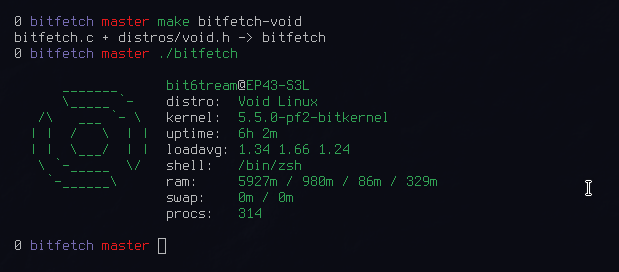 0 bitfetch master make bitfetch-void
bitfetch.c + distros/void.h -> bitfetch
0 bitfetch master ./bitfetch
bit6tream@EP43-S3L
distro: Void Linux
kernel: 5.5.0-pf2-bitkernel
uptime: 6h 2m
loadavg: 1.34 1.66 1.24
shell: /bin/zsh
ram: 5927m / 980m / 86m / 329m
swap: 0m / 0m
procs: 314
0 bitfetch master